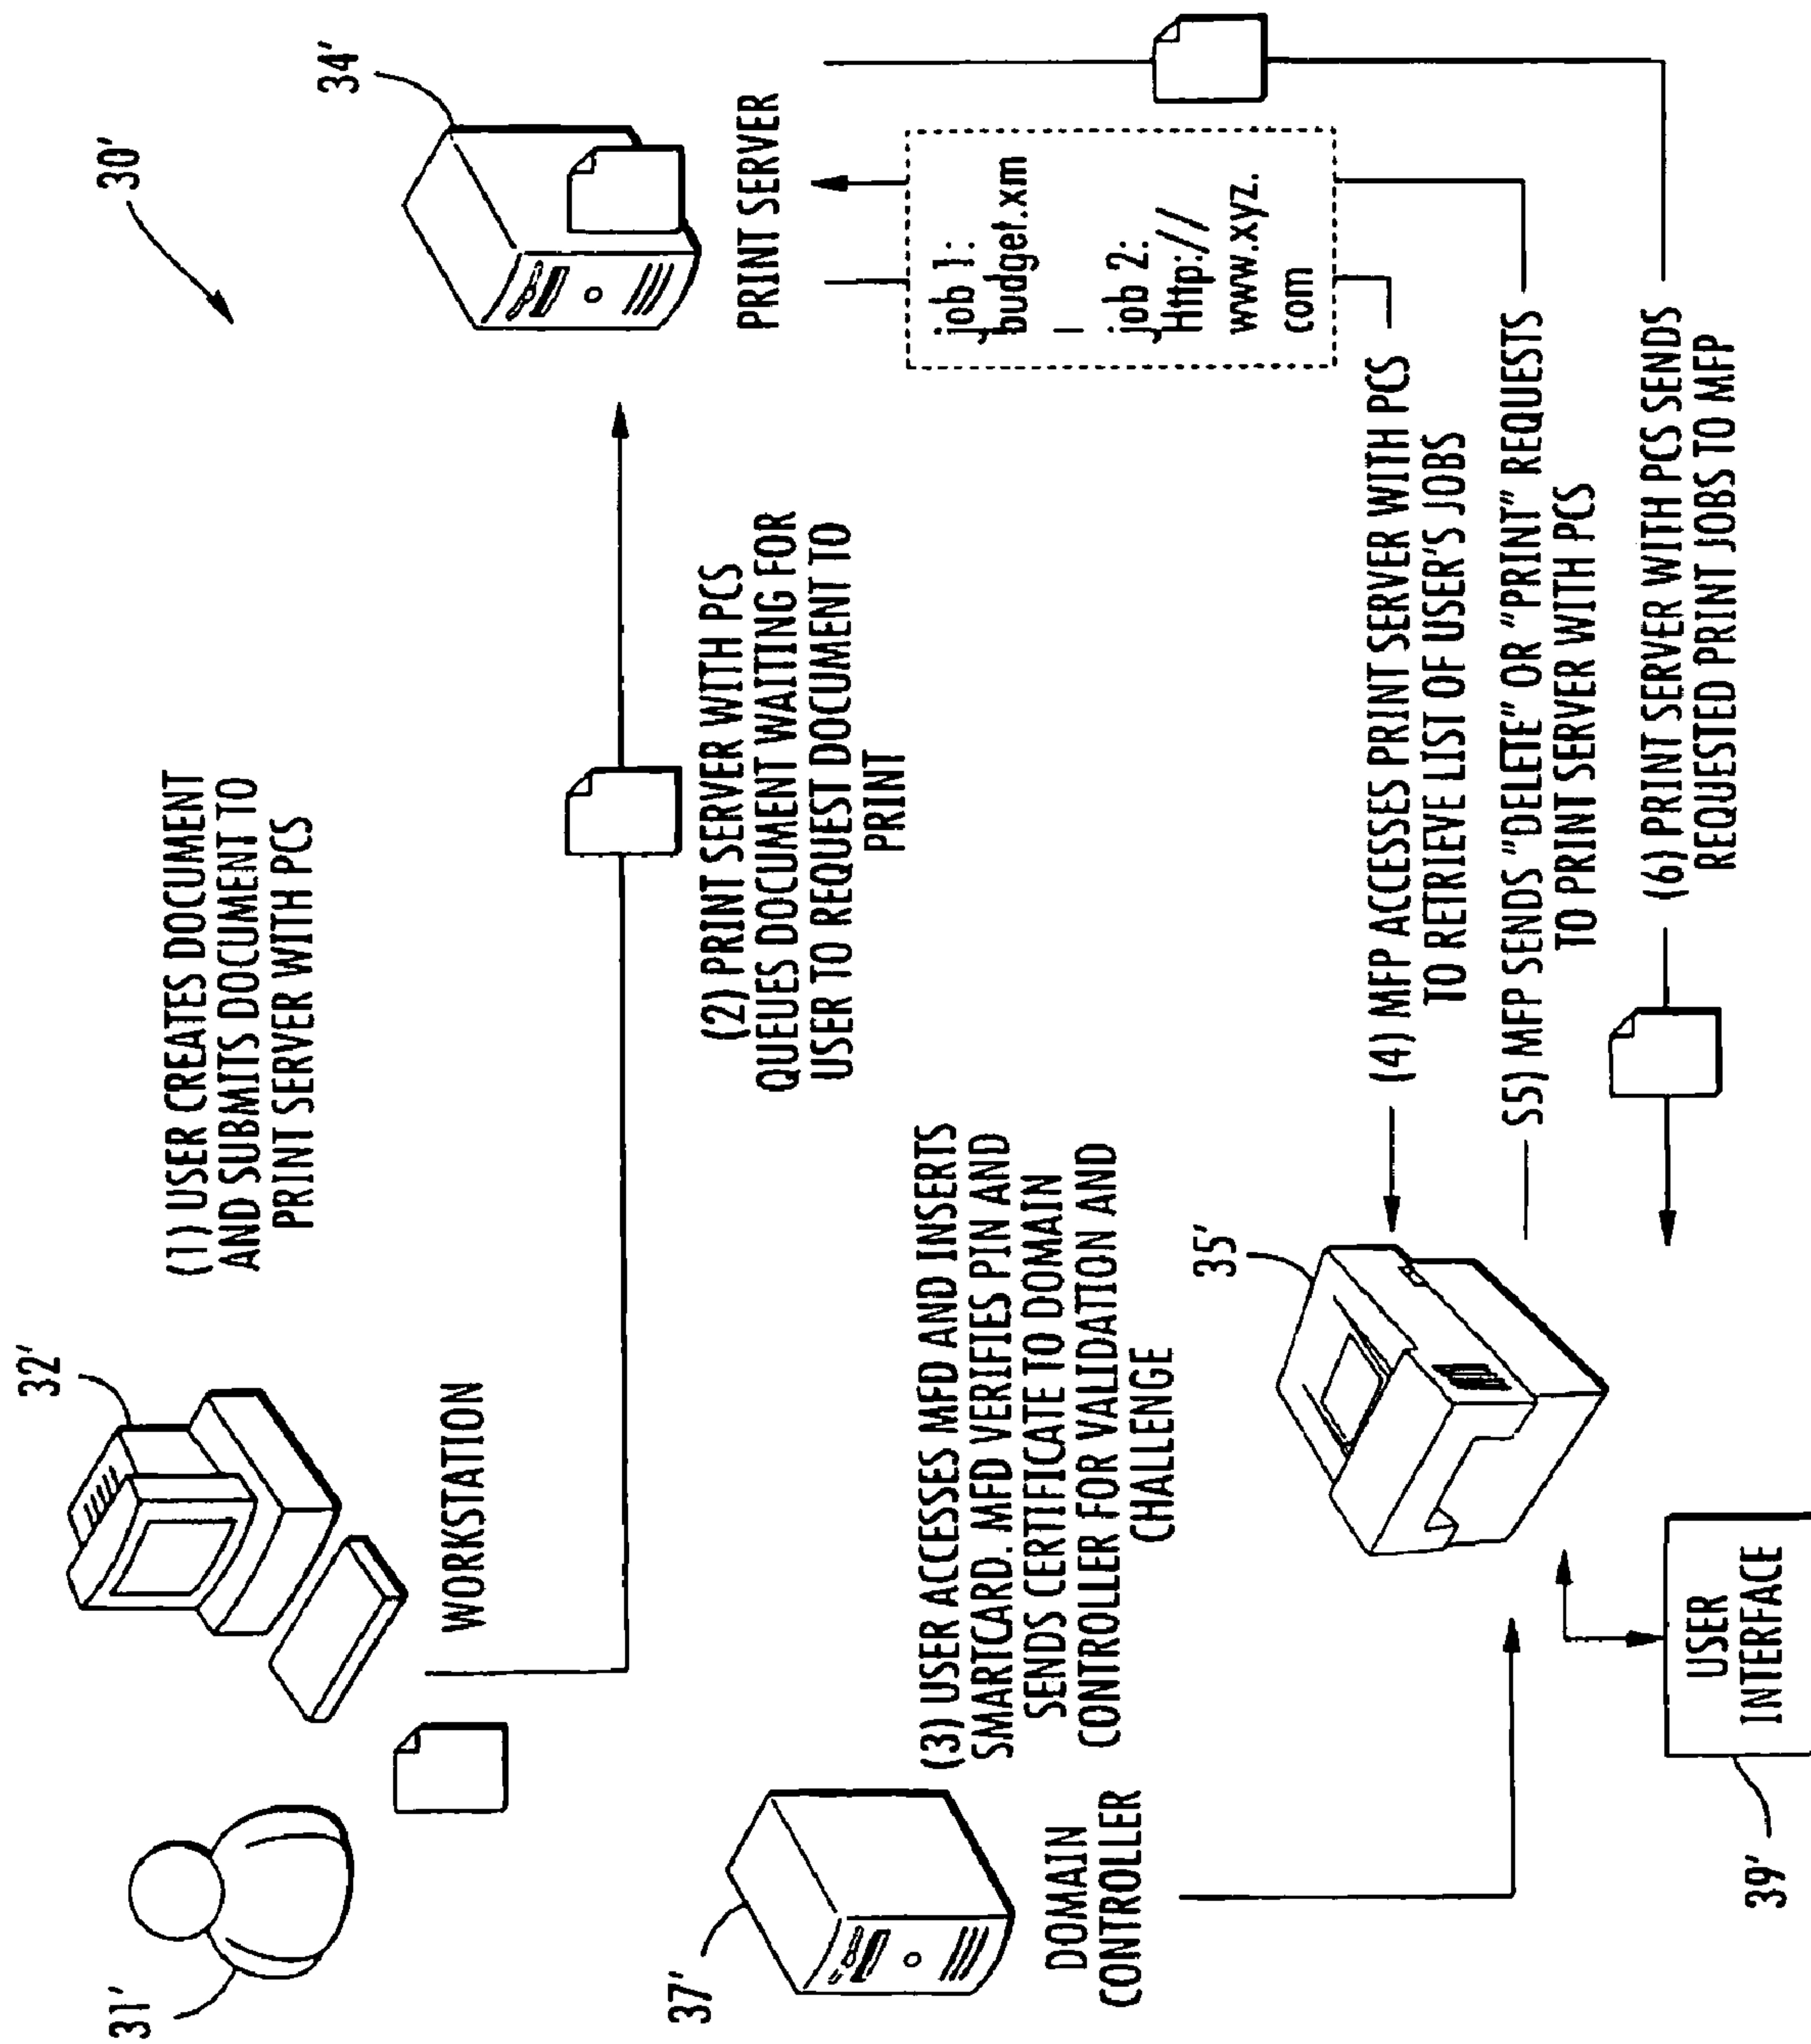 30'
31'
32'
WORKSTATION
(1) USER CREATES DOCUMENT
AND SUBMITS DOCUMENT TO
PRINT SERVER WITH PCS
34'
PRINT SERVER
(2) PRINT SERVER WITH PCS
QUEUES DOCUMENT WAITING FOR
USER TO REQUEST DOCUMENT TO
PRINT
job 1:
budget.xm
l
job 2:
Http://
www.xyz.
com
37'
DOMAIN
CONTROLLER
(3) USER ACCESSES MFD AND INSERTS
SMARTCARD. MFD VERIFIES PIN AND
SENDS CERTIFICATE TO DOMAIN
CONTROLLER FOR VALIDATION AND
CHALLENGE
35'
(4) MFP ACCESSES PRINT SERVER WITH PCS
TO RETRIEVE LIST OF USER'S JOBS
S5) MFP SENDS "DELETE" OR "PRINT" REQUESTS
TO PRINT SERVER WITH PCS
(6) PRINT SERVER WITH PCS SENDS
REQUESTED PRINT JOBS TO MFP
USER
INTERFACE
39'